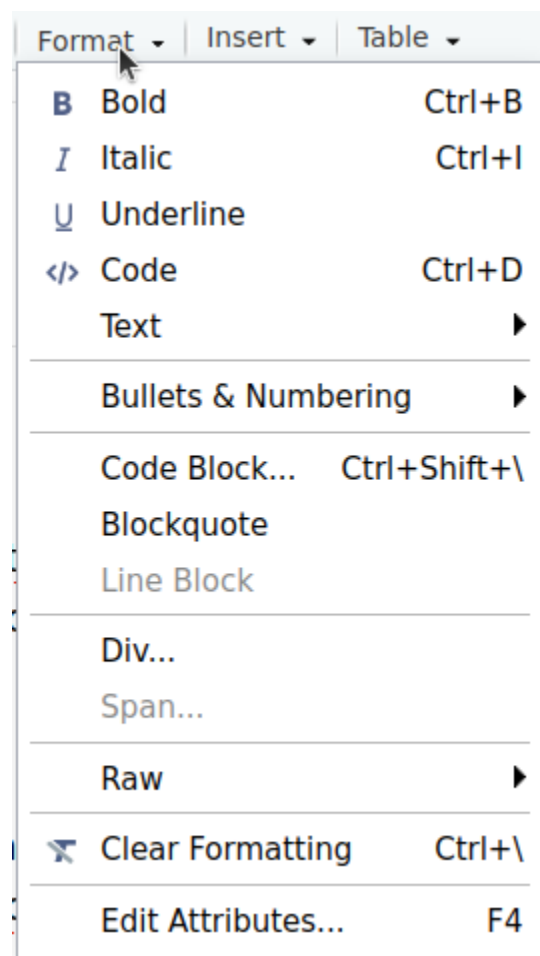 Format Insert Table
B Bold Ctrl+B
I Italic Ctrl+I
U Underline
</> Code Ctrl+D
Text
Bullets & Numbering
Code Block... Ctrl+Shift+\
Blockquote
Line Block
Div...
Span...
Raw
Clear Formatting Ctrl+\
Edit Attributes... F4